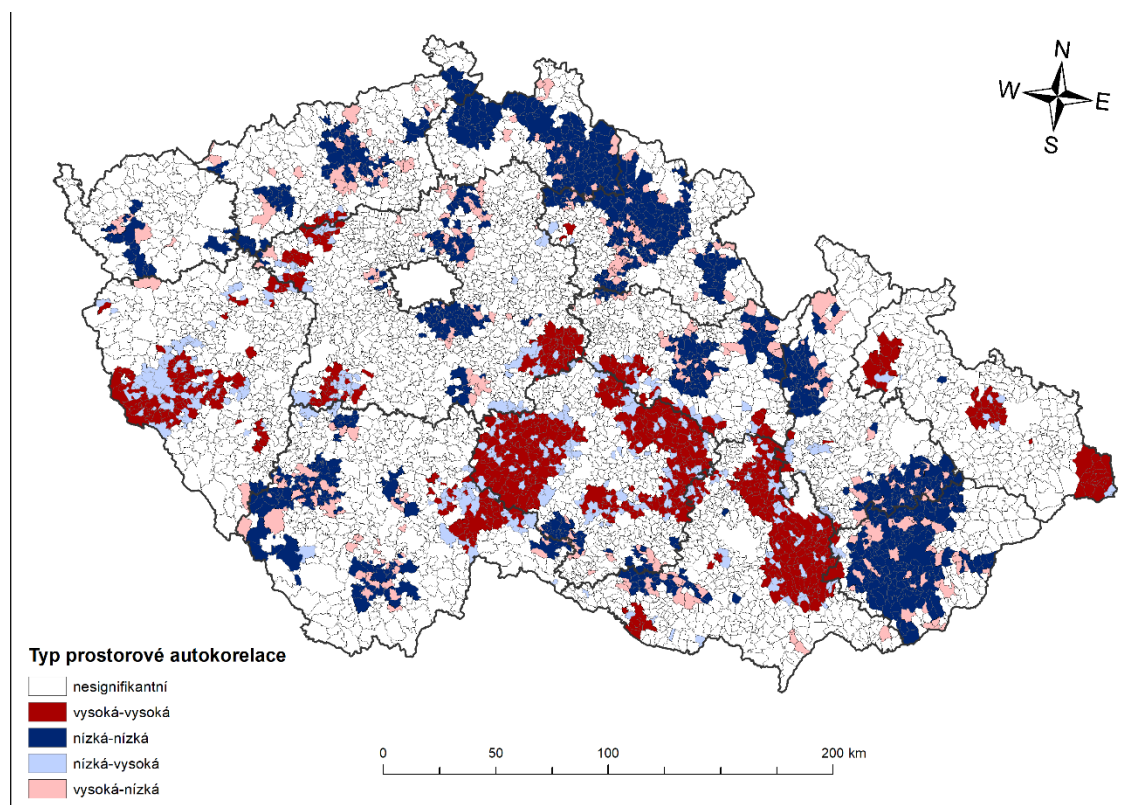 N
W E
S
Typ prostorové autokorelace
nesignifikantní
vysoká-vysoká
nízká-nízká
nízká-vysoká
vysoká-nízká
0 50 100 200 km